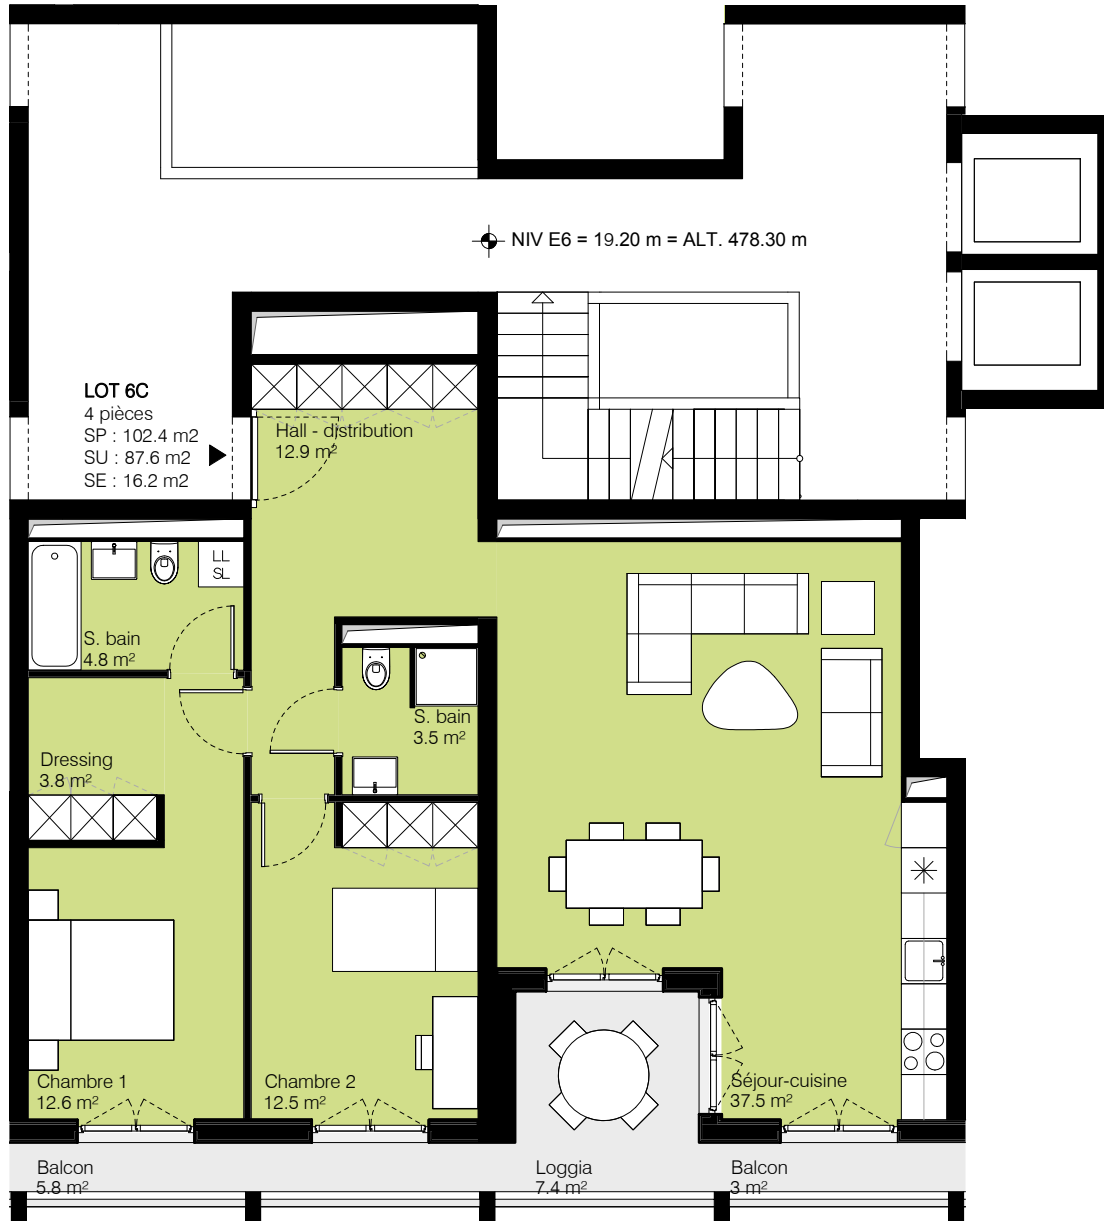 NIV E6 = 19.20 m = ALT. 478.30 m
LOT 6C
4 pièces
SP : 102.4 m2
SU : 87.6 m2
SE : 16.2 m2
Hall - distribution
12.9 m²
LL
SL
S. bain
4.8 m²
S. bain
3.5 m²
Dressing
3.8 m²
Chambre 1
12.6 m²
Chambre 2
12.5 m²
Séjour-cuisine
37.5 m²
Balcon
5.8 m²
Loggia
7.4 m²
Balcon
3 m²